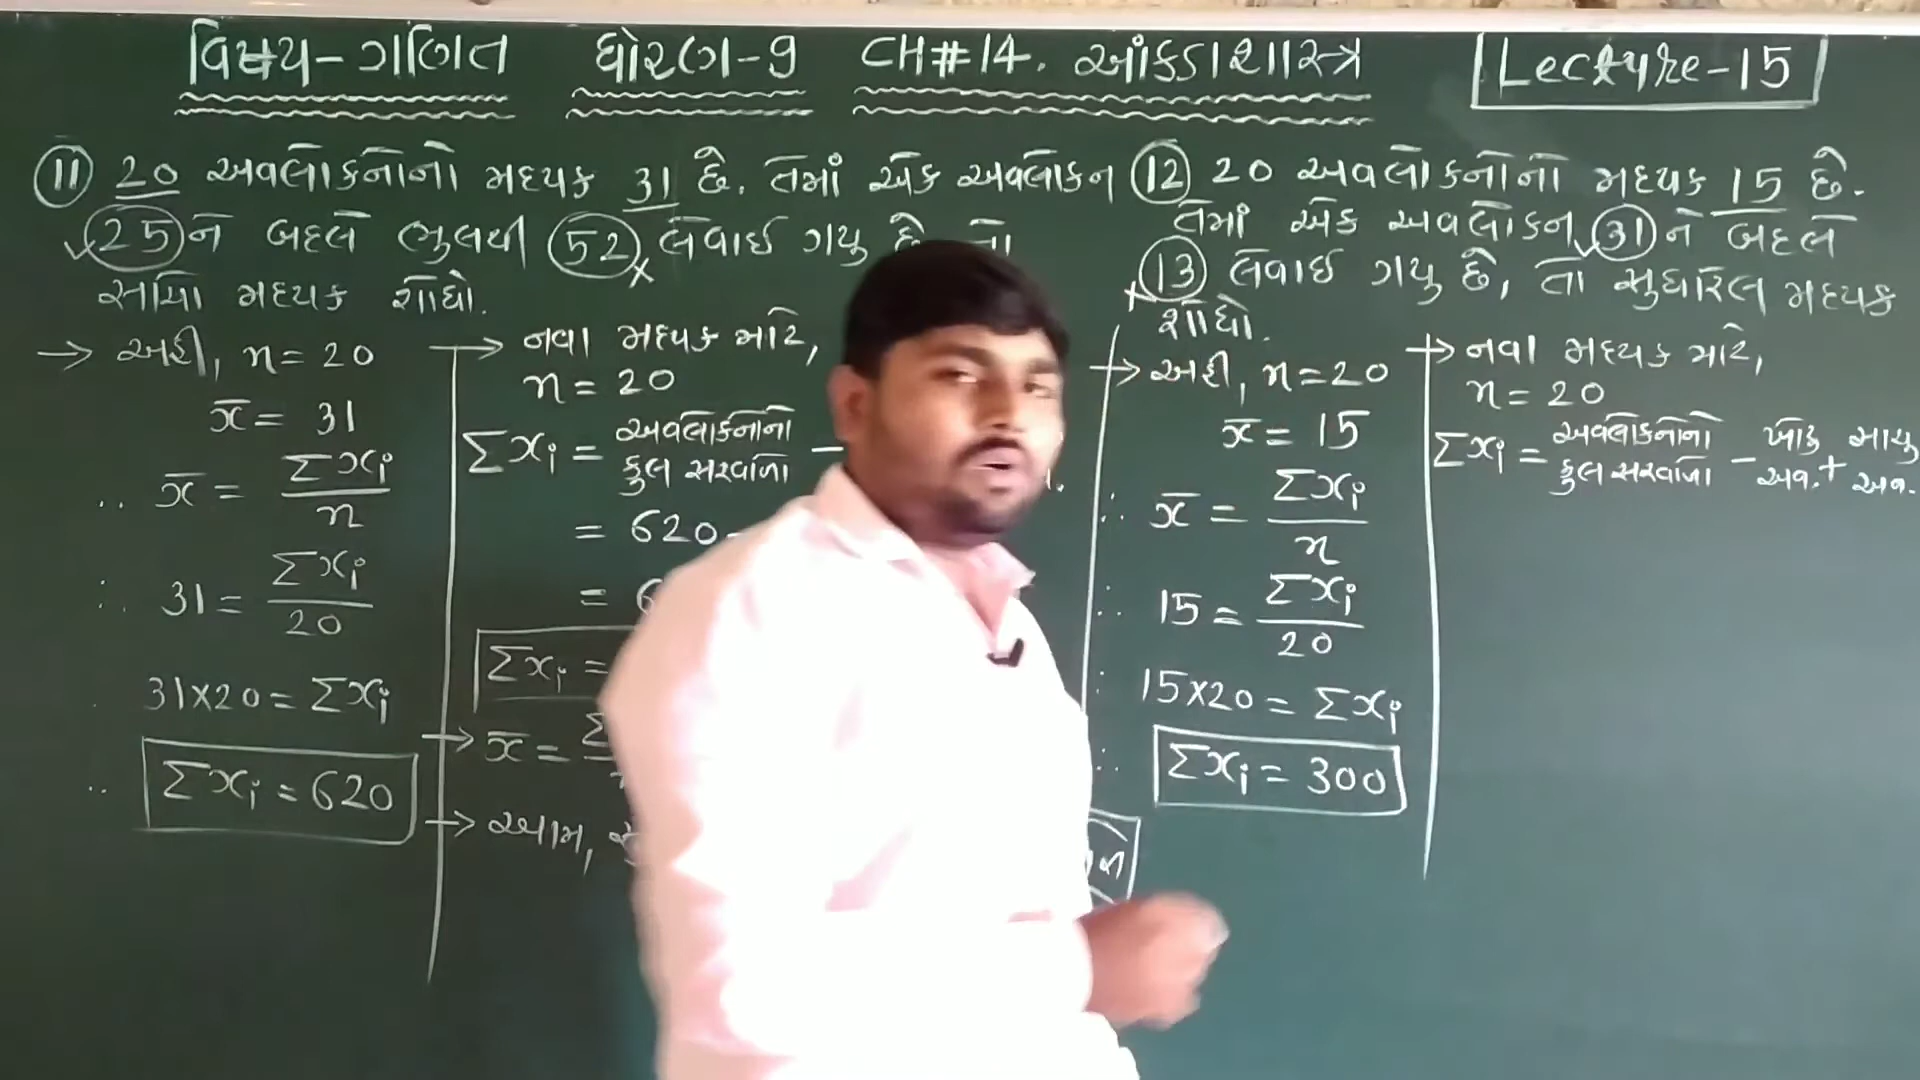 વિષય - ગણિત ધોરણ - 9 CH # 14. આંકડાશાસ્ત્ર Lecture - 15
(11) 20 અવલોકનોનો મધ્યક 31 છે. તેમાં એક અવલોકન
✓(25)ને બદલે ભુલથી (52)x લેવાઈ ગયુ છે, તો
સાચો મધ્યક શોધો.
→ અહી, n = 20
x̄ = 31
∴ x̄ = Σxi / n
∴ 31 = Σxi / 20
31 x 20 = Σxi
∴ Σxi = 620
→ નવા મધ્યક માટે,
n = 20
Σxi = અવલોકનોનો કુલ સરવાળો -
= 620 -
= 6
Σxi =
→ x̄ =
→ આમ,
(12) 20 અવલોકનોનો મધ્યક 15 છે.
તેમાં એક અવલોકન ✓(31)ને બદલે
x(13) લેવાઈ ગયુ છે, તો સુધારેલ મધ્યક
શોધો.
→ અહી, n = 20
x̄ = 15
∴ x̄ = Σxi / n
∴ 15 = Σxi / 20
∴ 15 x 20 = Σxi
∴ Σxi = 300
→ નવા મધ્યક માટે,
n = 20
Σxi = અવલોકનોનો કુલ સરવાળો - ખોટુ અવ. + સાચુ અવ.